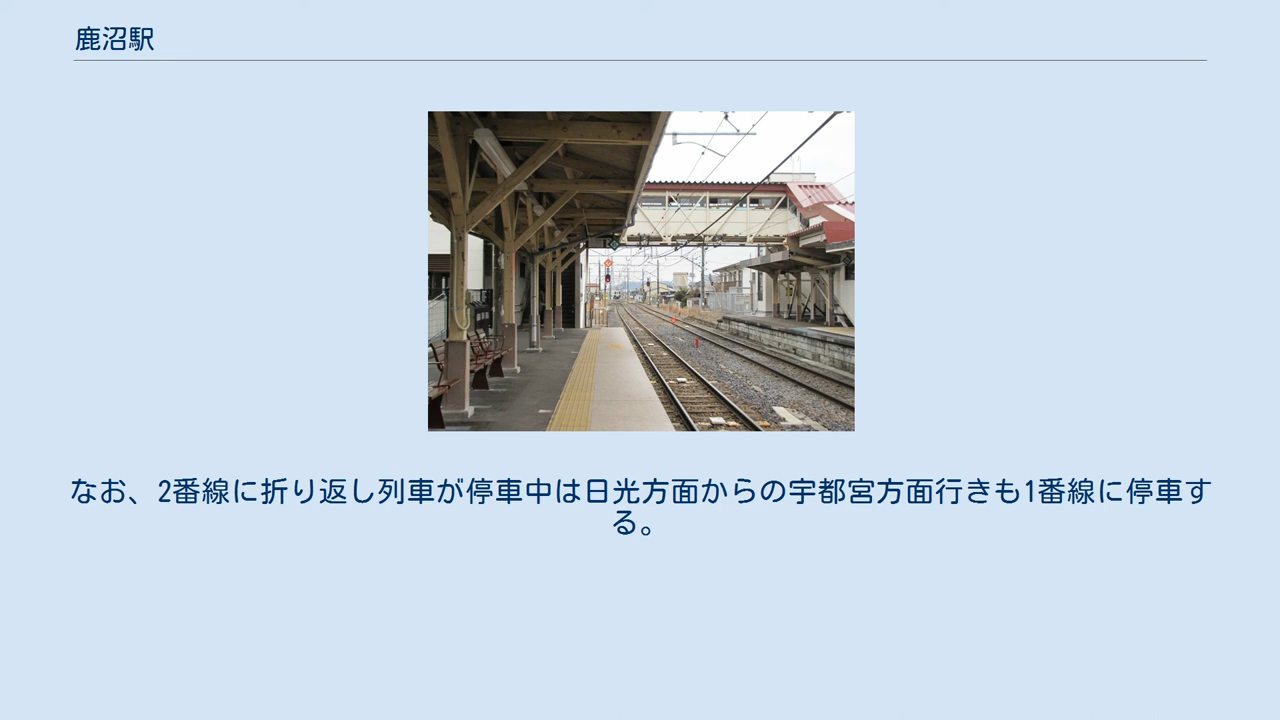 鹿沼駅
なお、2番線に折り返し列車が停車中は日光方面からの宇都宮方面行きも1番線に停車す
る。